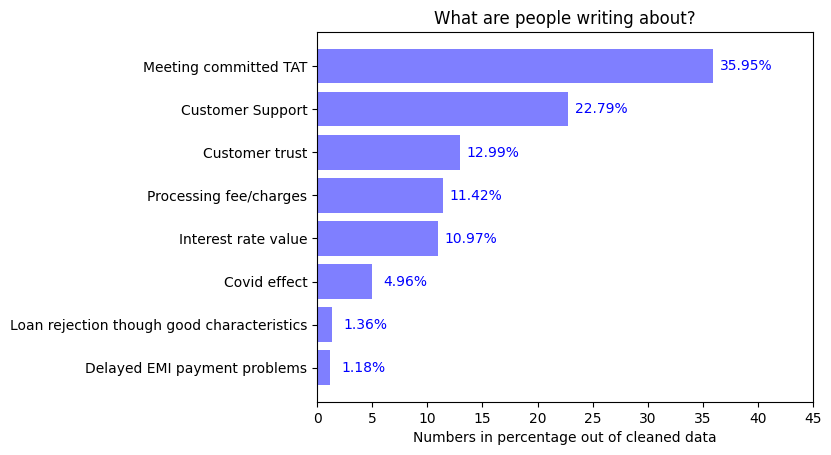 What are people writing about?
Meeting committed TAT 35.95%
Customer Support 22.79%
Customer trust 12.99%
Processing fee/charges 11.42%
Interest rate value 10.97%
Covid effect 4.96%
Loan rejection though good characteristics 1.36%
Delayed EMI payment problems 1.18%
0 5 10 15 20 25 30 35 40 45
Numbers in percentage out of cleaned data